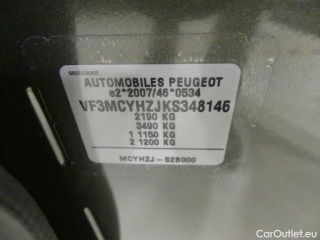 AUTOMOBILES PEUGEOT
e2*2007/46*0534
VF3MCYHZJKS348146
2190 KG
3490 KG
1 1150 KG
2 1200 KG
MCYHZJ-B2B000
CarOutlet.eu